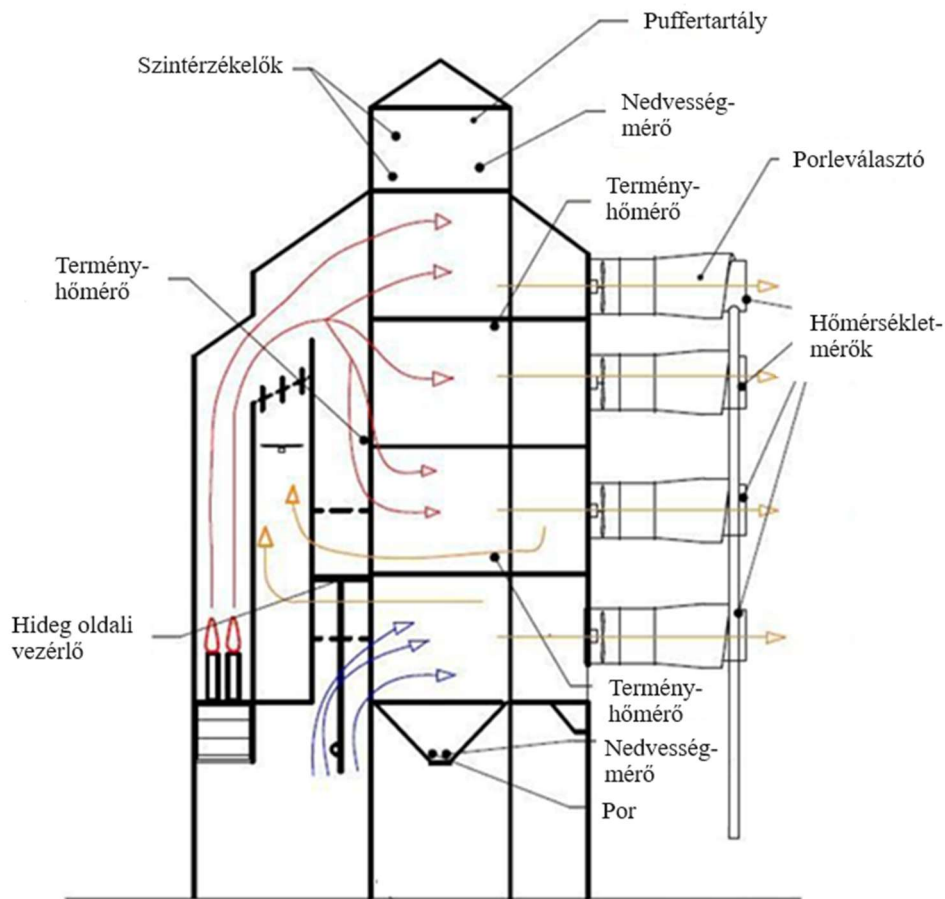 Puffertartály
Szintérzékelők
Nedvesség-
mérő
Porleválasztó
Termény-
hőmérő
Termény-
hőmérő
Hőmérséklet-
mérők
Hideg oldali
vezérlő
Termény-
hőmérő
Nedvesség-
mérő
Por